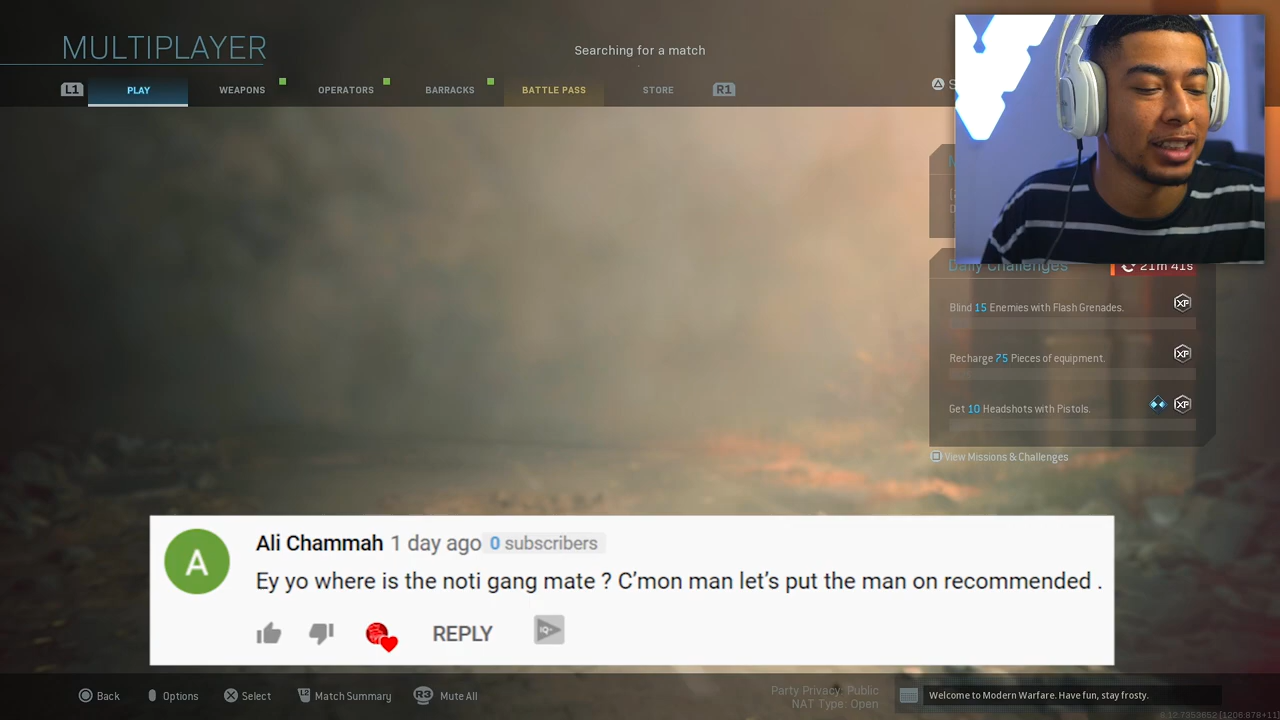 MULTIPLAYER
Searching for a match
L1 PLAY WEAPONS OPERATORS BARRACKS BATTLE PASS STORE R1
Daily Challenges 21m 41s
Blind 15 Enemies with Flash Grenades. XP
Recharge 75 Pieces of equipment. XP
Get 10 Headshots with Pistols. XP
View Missions & Challenges
A
Ali Chammah 1 day ago 0 subscribers
Ey yo where is the noti gang mate ? C’mon man let’s put the man on recommended .
REPLY
Back Options Select Match Summary R3 Mute All
Party Privacy: Public
NAT Type: Open
Welcome to Modern Warfare. Have fun, stay frosty.